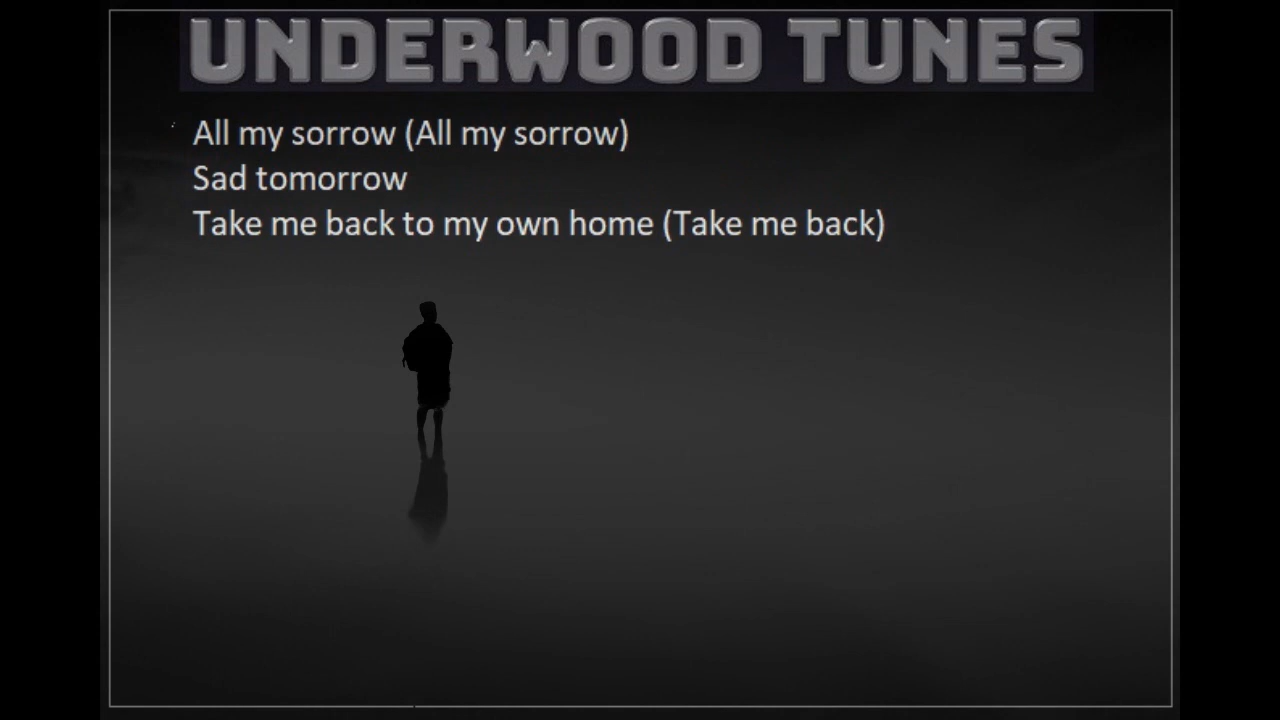 UNDERWOOD TUNES
All my sorrow (All my sorrow)
Sad tomorrow
Take me back to my own home (Take me back)